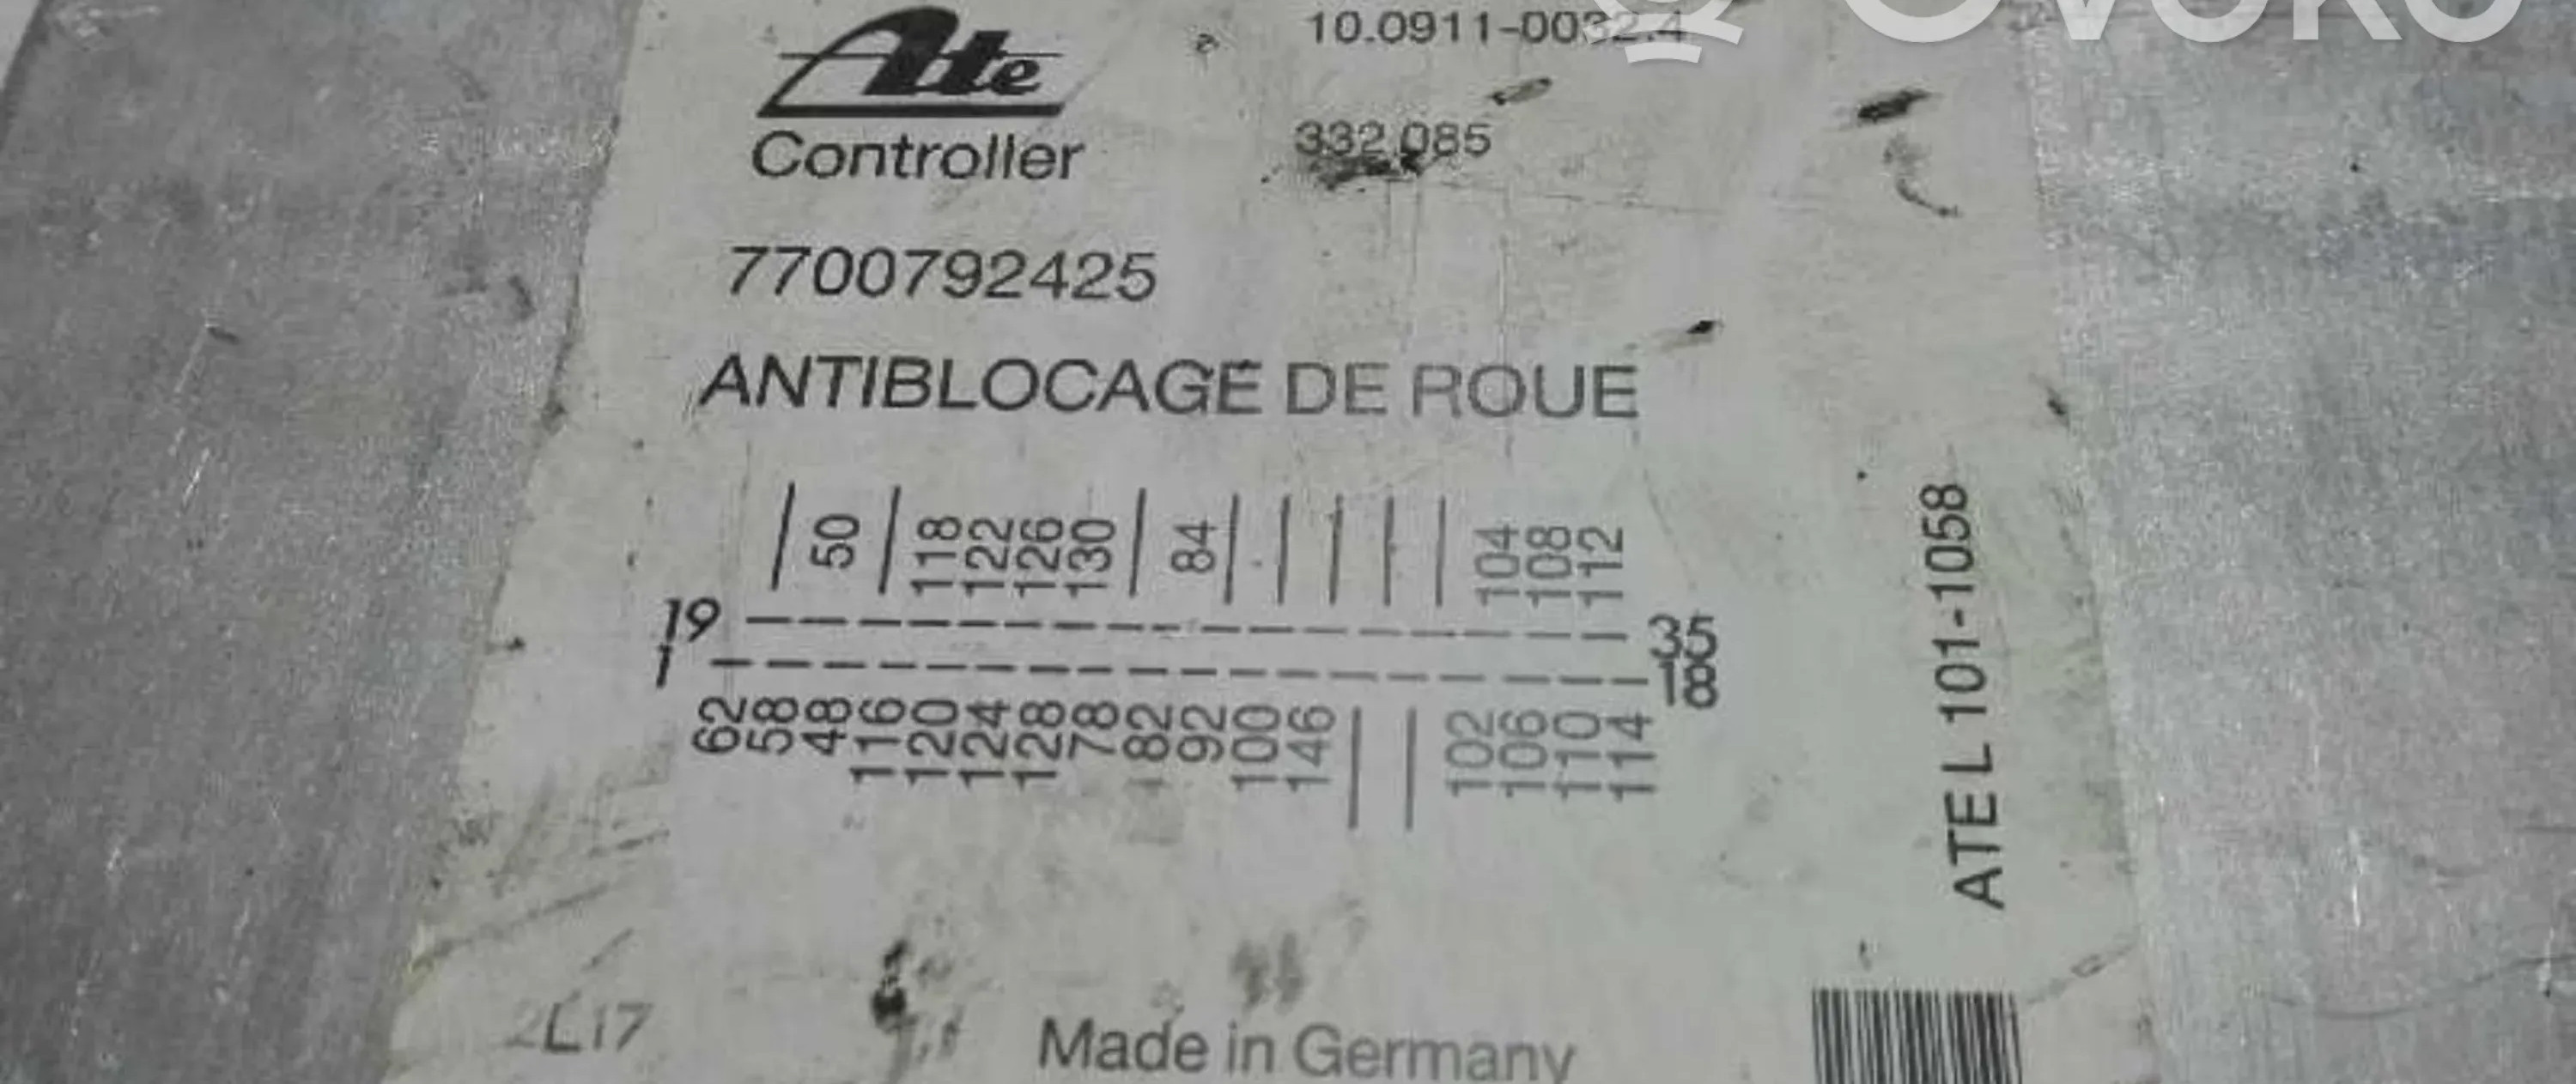 Ate
Controller
10.0911-0032.4
OVOKO
332.085
7700792425
ANTIBLOCAGE DE ROUE
| 50 | 118 122 126 130 | 84 | | | | | 104 108 112
19 ----------------- 35
1 ------------------ 18
62 58 48 116 120 124 128 78 82 92 100 146 | | 102 106 110 114
ATE L 101-1058
2L17
Made in Germany